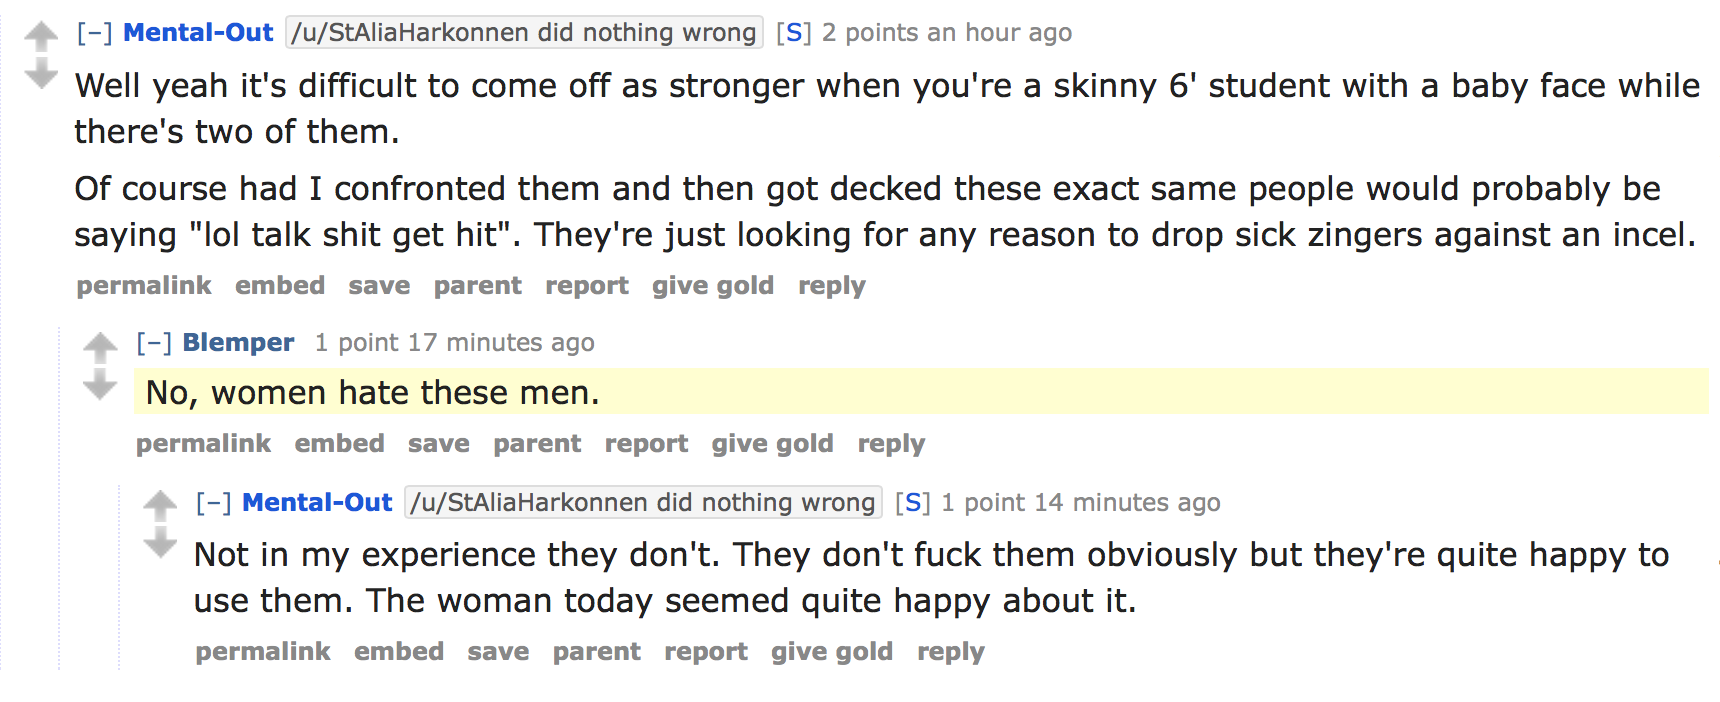 [–] Mental-Out /u/StAliaHarkonnen did nothing wrong [S] 2 points an hour ago
Well yeah it's difficult to come off as stronger when you're a skinny 6' student with a baby face while
there's two of them.
Of course had I confronted them and then got decked these exact same people would probably be
saying "lol talk shit get hit". They're just looking for any reason to drop sick zingers against an incel.
permalink embed save parent report give gold reply
[–] Blemper 1 point 17 minutes ago
No, women hate these men.
permalink embed save parent report give gold reply
[–] Mental-Out /u/StAliaHarkonnen did nothing wrong [S] 1 point 14 minutes ago
Not in my experience they don't. They don't fuck them obviously but they're quite happy to
use them. The woman today seemed quite happy about it.
permalink embed save parent report give gold reply